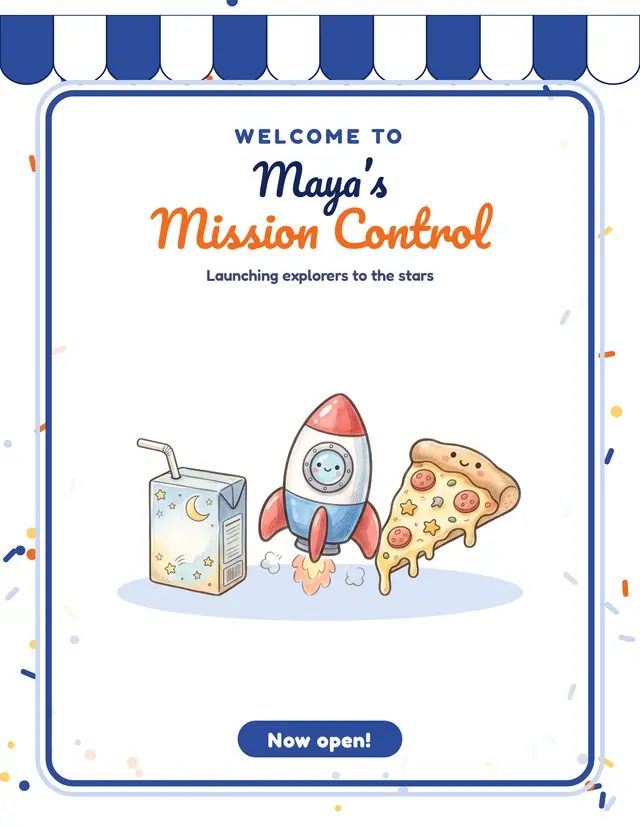 WELCOME TO
Maya's
Mission Control
Launching explorers to the stars
Now open!